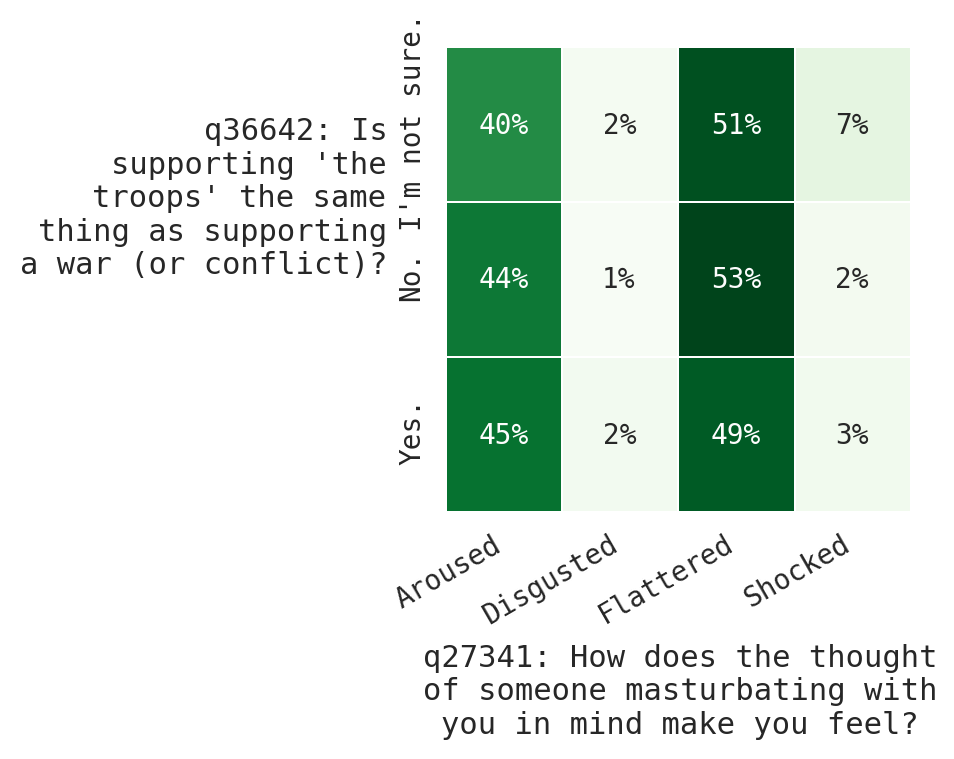 q36642: Is
supporting 'the
troops' the same
thing as supporting
a war (or conflict)?
I'm not sure.
40% 2% 51% 7%
No.
44% 1% 53% 2%
Yes.
45% 2% 49% 3%
Aroused
Disgusted
Flattered
Shocked
q27341: How does the thought
of someone masturbating with
you in mind make you feel?